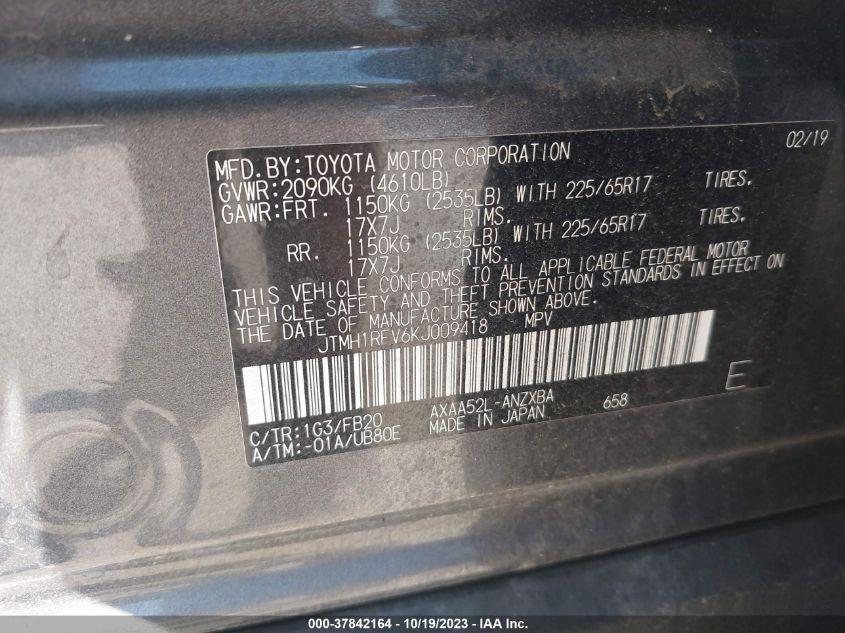 02/19
MFD.BY:TOYOTA MOTOR CORPORATION
GVWR:2090KG (4610LB)
GAWR:FRT. 1150KG (2535LB) WITH 225/65R17 TIRES.
17X7J RIMS.
RR. 1150KG (2535LB) WITH 225/65R17 TIRES.
17X7J RIMS.
THIS VEHICLE CONFORMS TO ALL APPLICABLE FEDERAL MOTOR
VEHICLE SAFETY AND THEFT PREVENTION STANDARDS IN EFFECT ON
THE DATE OF MANUFACTURE SHOWN ABOVE.
JTMH1RFV6KJ009418 MPV
E
C/TR:1G3/FB20 AXAA52L-ANZXBA 658
A/TM:-01A/UB80E MADE IN JAPAN
000-37842164 - 10/19/2023 - IAA Inc.